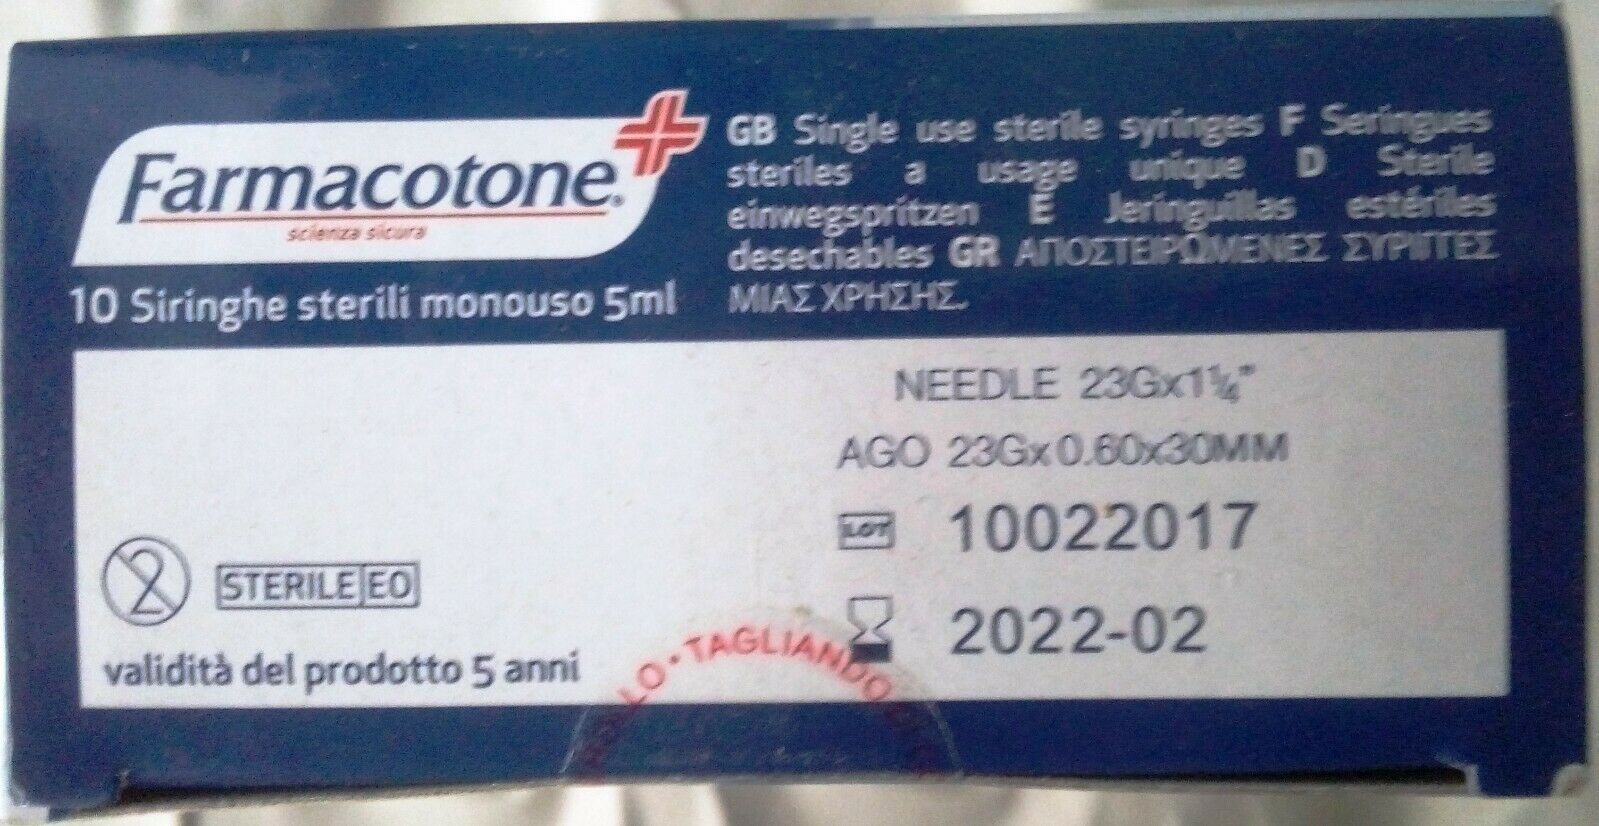 Farmacotone®
scienza sicura
10 Siringhe sterili monouso 5ml
GB Single use sterile syringes F Seringues
steriles a usage unique D Sterile
einwegspritzen E Jeringuillas estériles
desechables GR ΑΠΟΣΤΕΙΡΩΜΕΝΕΣ ΣΥΡΙΓΓΕΣ
ΜΙΑΣ ΧΡΗΣΗΣ.
NEEDLE 23Gx1¼"
AGO 23Gx0.60x30MM
LOT 10022017
2022-02
2
STERILE EO
validità del prodotto 5 anni
TAGLIANDO